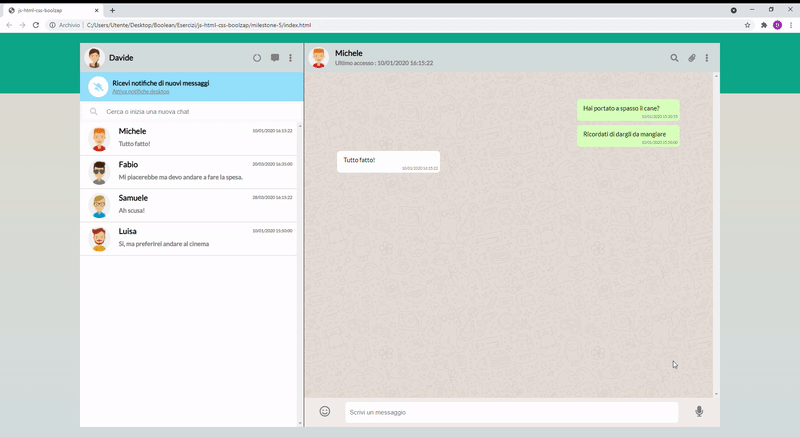 js-html-css-boolzap
Archivio
C:/Users/Utente/Desktop/Boolean/Esercizi/js-html-css-boolzap/milestone-5/index.html
Davide
Ricevi notifiche di nuovi messaggi
Attiva notifiche desktop
Cerca o inizia una nuova chat
Michele
10/01/2020 16:15:22
Tutto fatto!
Fabio
20/03/2020 16:35:00
Mi piacerebbe ma devo andare a fare la spesa.
Samuele
28/03/2020 16:15:22
Ah scusa!
Luisa
10/01/2020 15:50:00
Si, ma preferirei andare al cinema
Michele
Ultimo accesso : 10/01/2020 16:15:22
Hai portato a spasso il cane?
Ricordati di dargli da mangiare
10/01/2020 15:50:00
Tutto fatto!
10/01/2020 16:15:22
Scrivi un messaggio